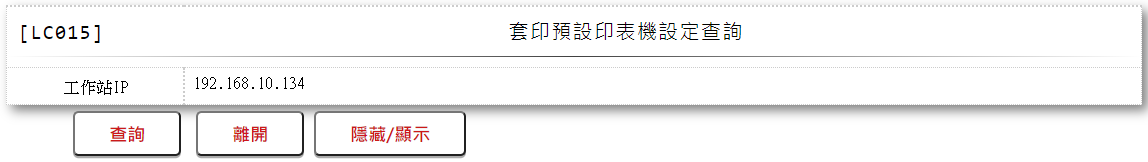 [LC015] 套印預設印表機設定查詢
工作站IP 192.168.10.134
查詢 離開 隱藏/顯示